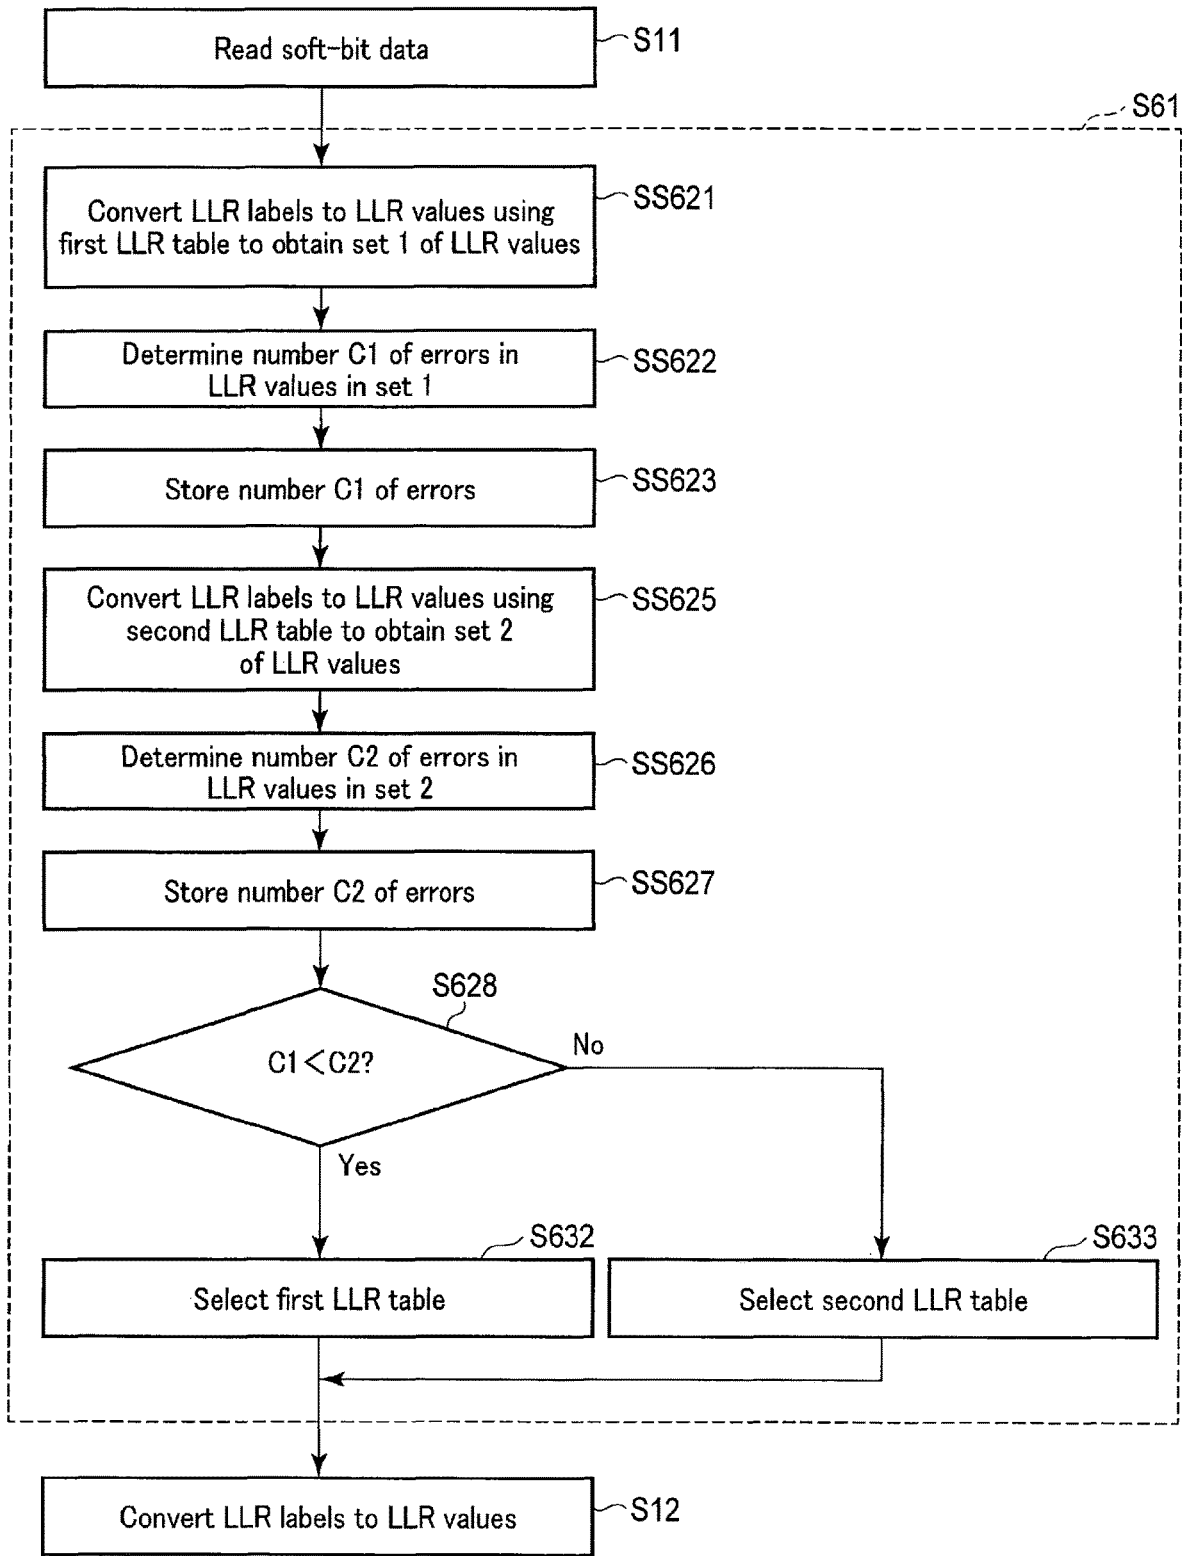 Read soft-bit data
S11
S61
Convert LLR labels to LLR values using
first LLR table to obtain set 1 of LLR values
SS621
Determine number C1 of errors in
LLR values in set 1
SS622
Store number C1 of errors
SS623
Convert LLR labels to LLR values using
second LLR table to obtain set 2
of LLR values
SS625
Determine number C2 of errors in
LLR values in set 2
SS626
Store number C2 of errors
SS627
S628
C1<C2?
No
Yes
S632
Select first LLR table
S633
Select second LLR table
Convert LLR labels to LLR values
S12